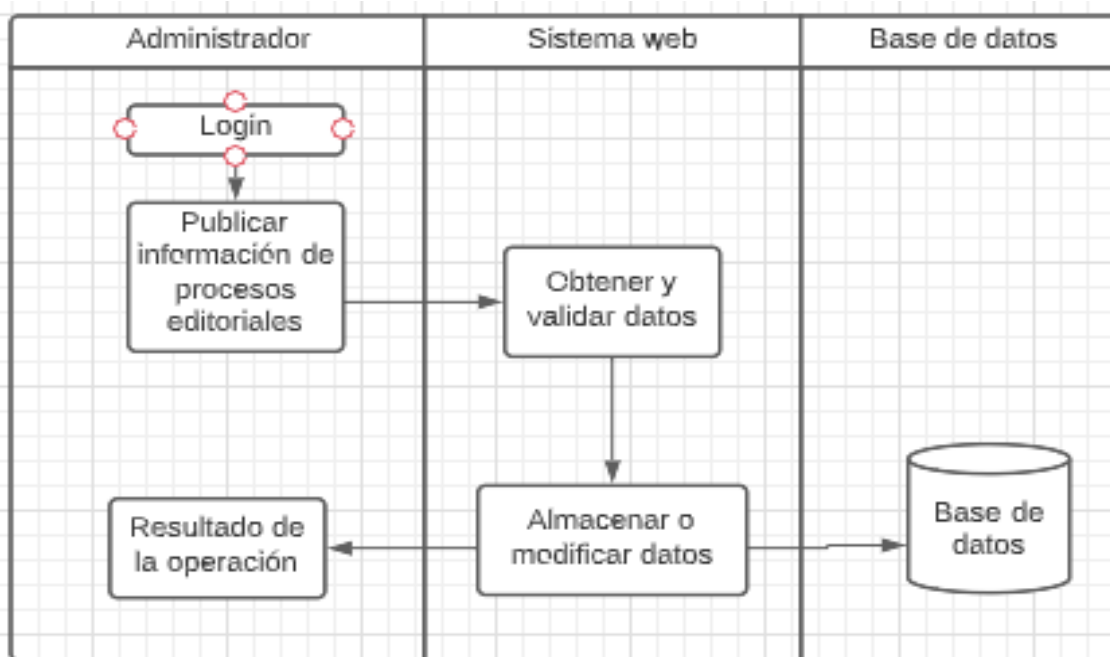 Administrador
Sistema web
Base de datos
Login
Publicar
información de
procesos
editoriales
Obtener y
validar datos
Resultado de
la operación
Almacenar o
modificar datos
Base de
datos